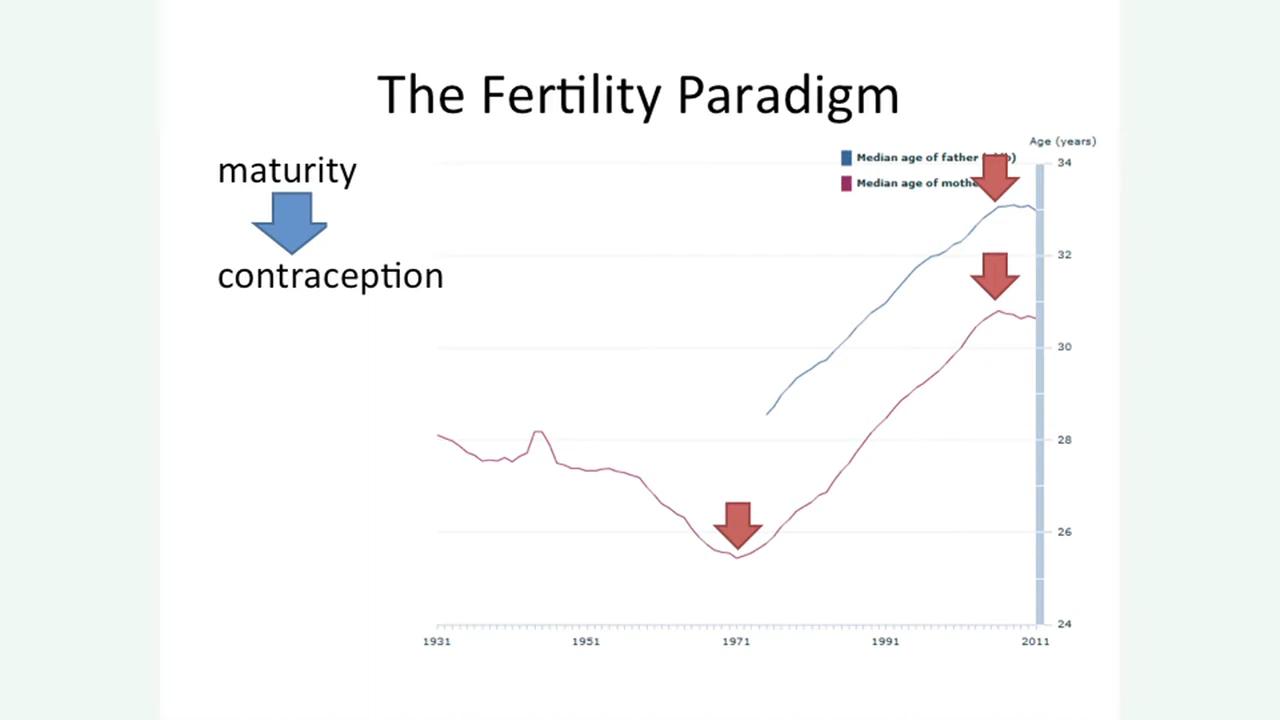 The Fertility Paradigm
maturity
contraception
Age (years)
Median age of father
Median age of
34
32
30
28
26
24
1931
1951
1971
1991
2011